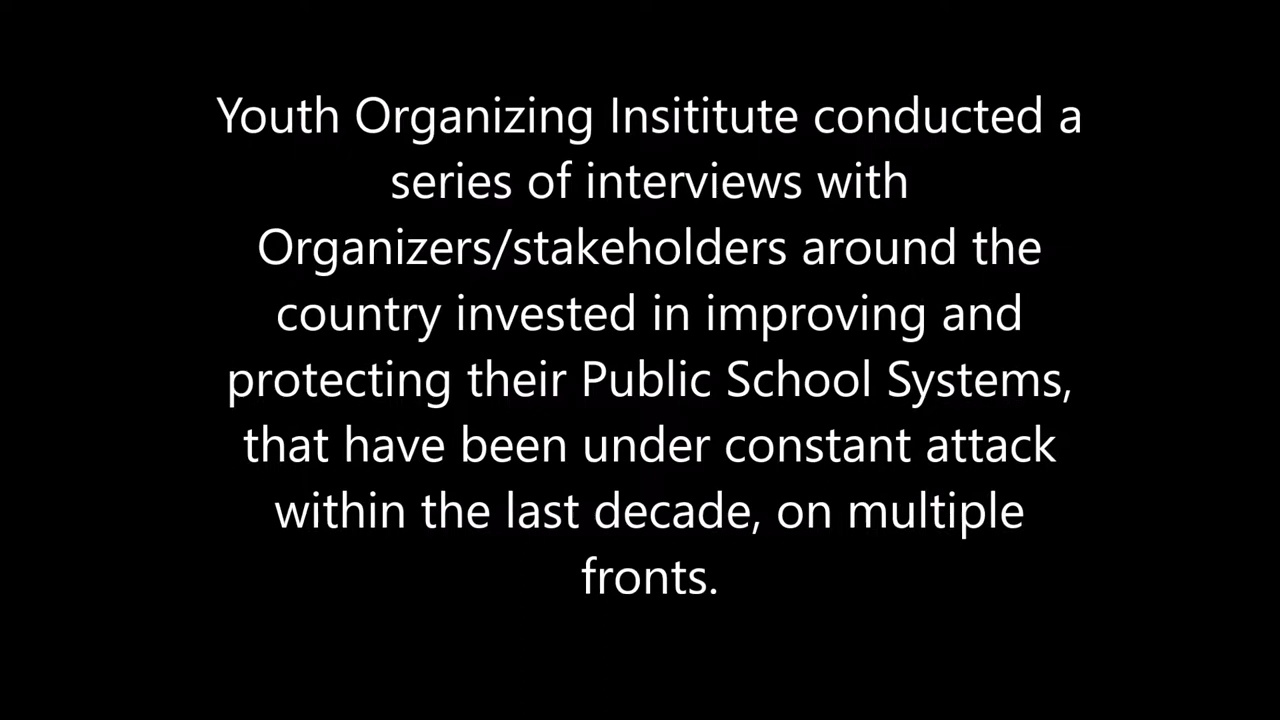 Youth Organizing Insititute conducted a
series of interviews with
Organizers/stakeholders around the
country invested in improving and
protecting their Public School Systems,
that have been under constant attack
within the last decade, on multiple
fronts.